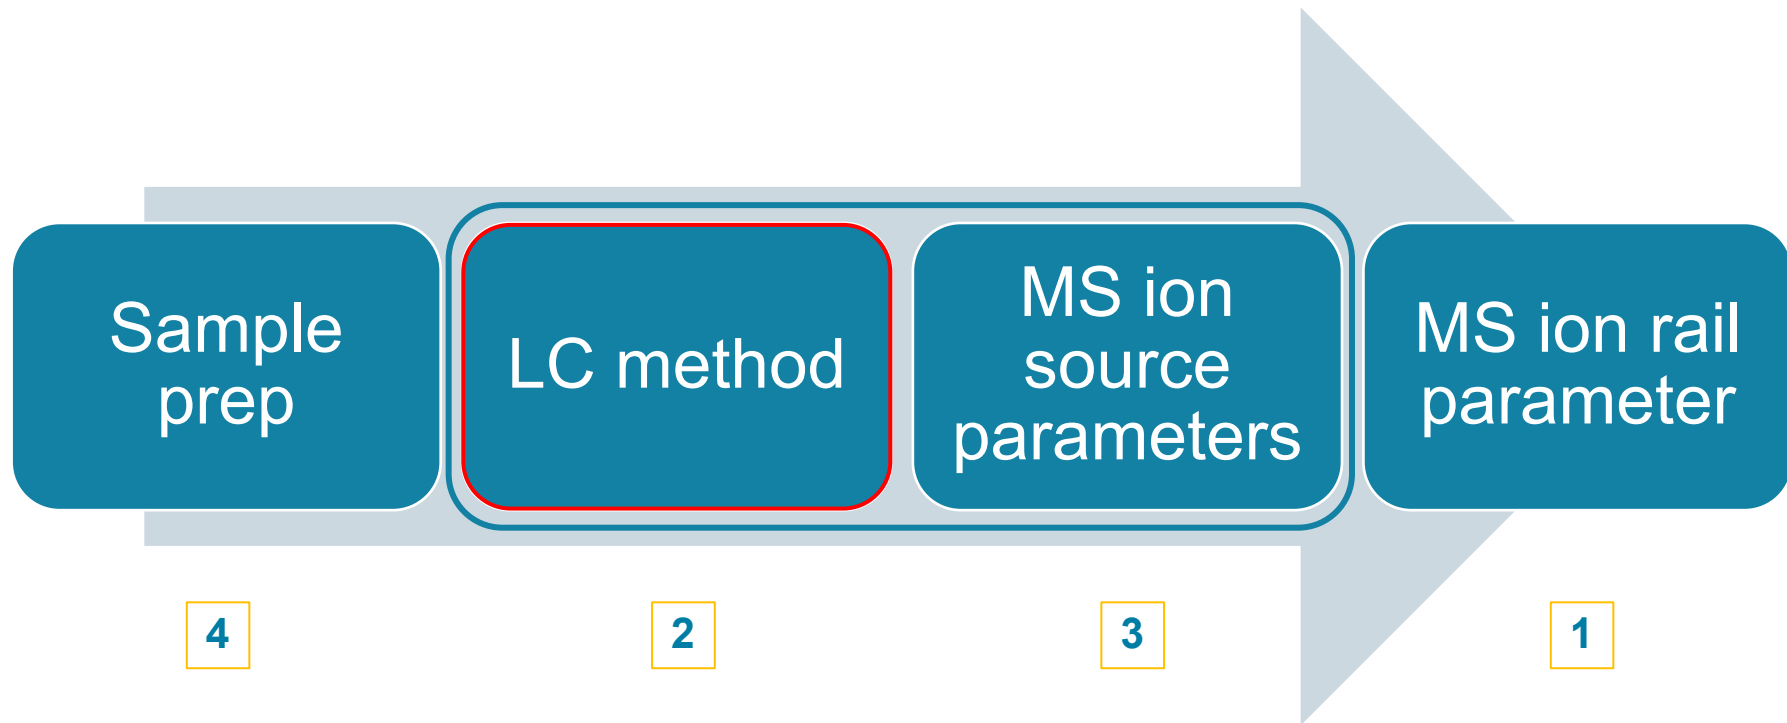 Sample
prep
LC method
MS ion
source
parameters
MS ion rail
parameter
4
2
3
1